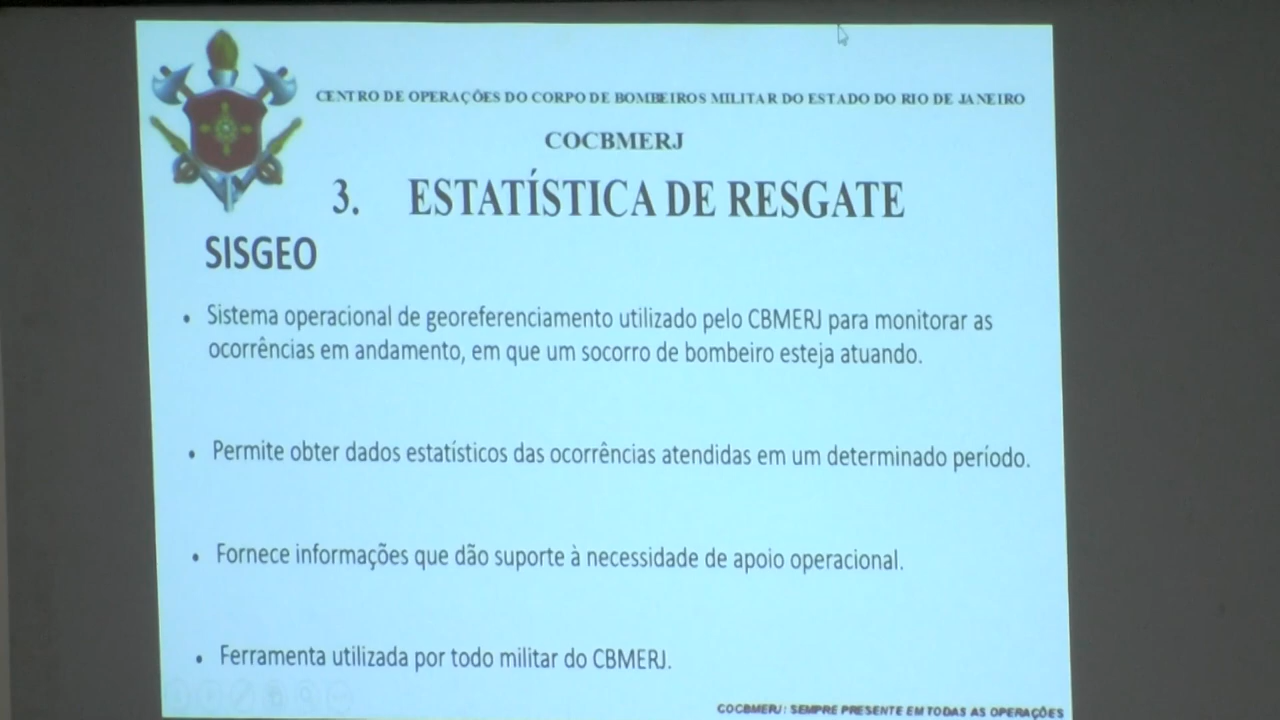 CENTRO DE OPERAÇÕES DO CORPO DE BOMBEIROS MILITAR DO ESTADO DO RIO DE JANEIRO
COCBMERJ
3. ESTATÍSTICA DE RESGATE
SISGEO
• Sistema operacional de georeferenciamento utilizado pelo CBMERJ para monitorar as
ocorrências em andamento, em que um socorro de bombeiro esteja atuando.
• Permite obter dados estatísticos das ocorrências atendidas em um determinado período.
• Fornece informações que dão suporte à necessidade de apoio operacional.
• Ferramenta utilizada por todo militar do CBMERJ.
COCBMERJ: SEMPRE PRESENTE EM TODAS AS OPERAÇÕES